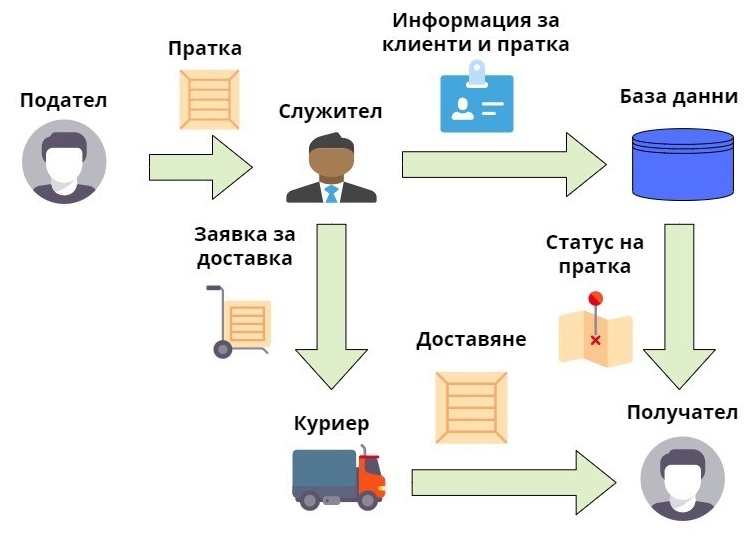 Подател
Пратка
Служител
Информация за
клиенти и пратка
База данни
Заявка за
доставка
Статус на
пратка
Куриер
Доставяне
Получател